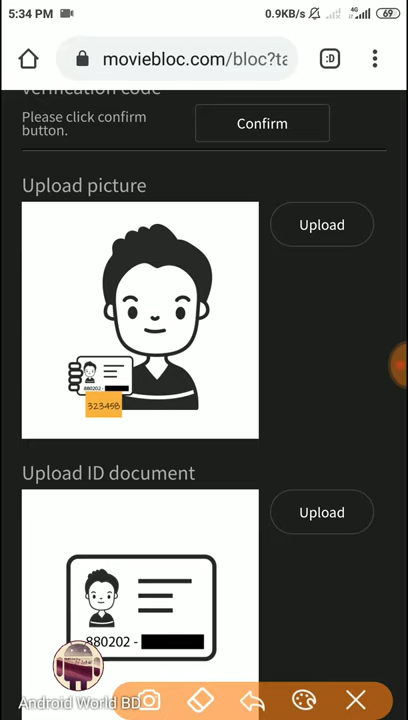 5:34 PM
0.9KB/s
4G
69
moviebloc.com/bloc?ta
:D
verification code
Please click confirm
button.
Confirm
Upload picture
Upload
880202 -
323458
Upload ID document
Upload
880202 -
Android World BD